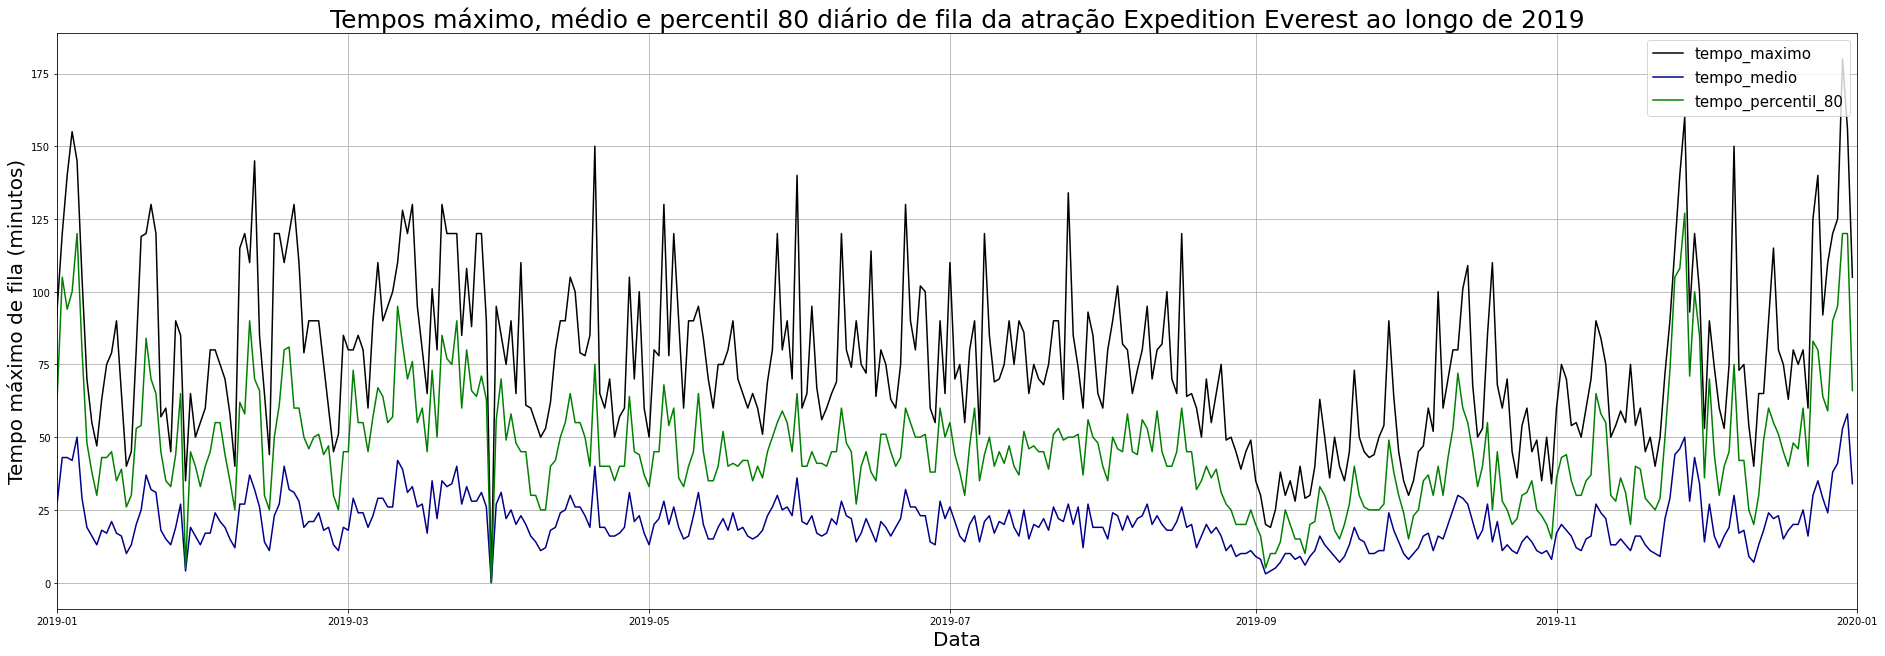 Tempos máximo, médio e percentil 80 diário de fila da atração Expedition Everest ao longo de 2019
tempo_maximo
tempo_medio
tempo_percentil_80
Tempo máximo de fila (minutos)
175
150
125
100
75
50
25
0
2019-01
2019-03
2019-05
2019-07
2019-09
2019-11
2020-01
Data